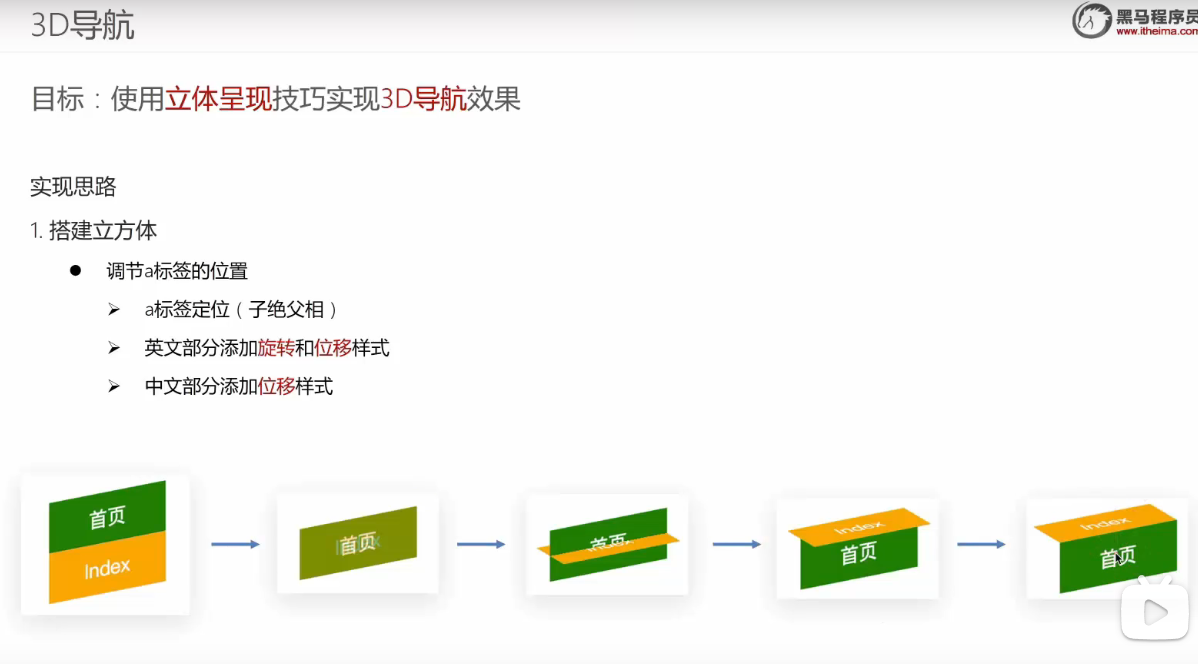 3D导航
黑马程序员
www.itheima.com
目标：使用立体呈现技巧实现3D导航效果
实现思路
1. 搭建立方体
● 调节a标签的位置
➢ a标签定位（子绝父相）
➢ 英文部分添加旋转和位移样式
➢ 中文部分添加位移样式
首页
Index
首页
首页
Index
首页
Index
首页